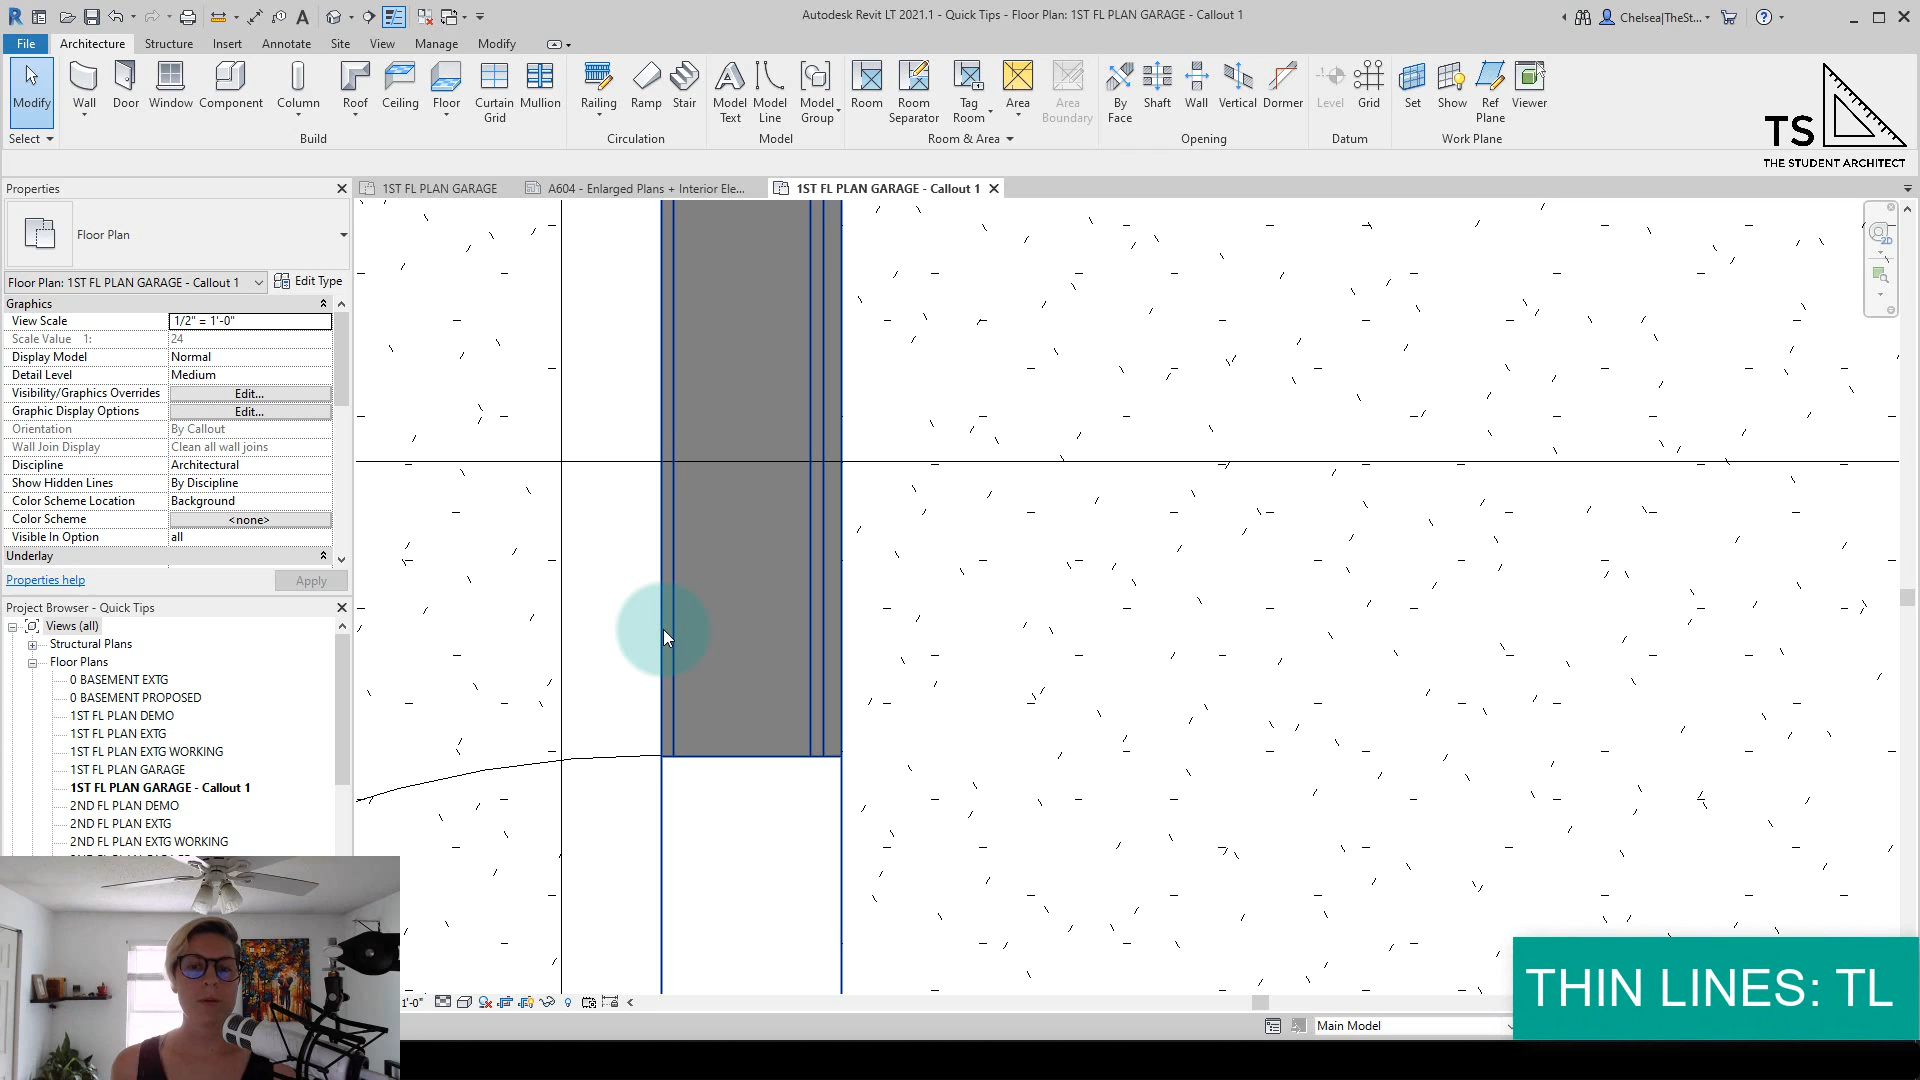 Autodesk Revit LT 2021.1 - Quick Tips - Floor Plan: 1ST FL PLAN GARAGE - Callout 1
Chelsea|TheSt...
File Architecture Structure Insert Annotate Site View Manage Modify
Modify Wall Door Window Component Column Roof Ceiling Floor Curtain Grid Mullion Railing Ramp Stair Model Text Model Line Model Group Room Room Separator Tag Room Area Area Boundary By Face Shaft Wall Vertical Dormer Level Grid Set Show Ref Plane Viewer
Select Build Circulation Model Room & Area Opening Datum Work Plane
TS
THE STUDENT ARCHITECT
Properties
1ST FL PLAN GARAGE
A604 - Enlarged Plans + Interior Ele...
1ST FL PLAN GARAGE - Callout 1
2D
Floor Plan
Floor Plan: 1ST FL PLAN GARAGE - Callout 1
Edit Type
Graphics
View Scale 1/2" = 1'-0"
Scale Value 1: 24
Display Model Normal
Detail Level Medium
Visibility/Graphics Overrides Edit...
Graphic Display Options Edit...
Orientation By Callout
Wall Join Display Clean all wall joins
Discipline Architectural
Show Hidden Lines By Discipline
Color Scheme Location Background
Color Scheme <none>
Visible In Option all
Underlay
Properties help Apply
Project Browser - Quick Tips
Views (all)
Structural Plans
Floor Plans
0 BASEMENT EXTG
0 BASEMENT PROPOSED
1ST FL PLAN DEMO
1ST FL PLAN EXTG
1ST FL PLAN EXTG WORKING
1ST FL PLAN GARAGE
1ST FL PLAN GARAGE - Callout 1
2ND FL PLAN DEMO
2ND FL PLAN EXTG
2ND FL PLAN EXTG WORKING
1'-0"
Main Model
THIN LINES: TL